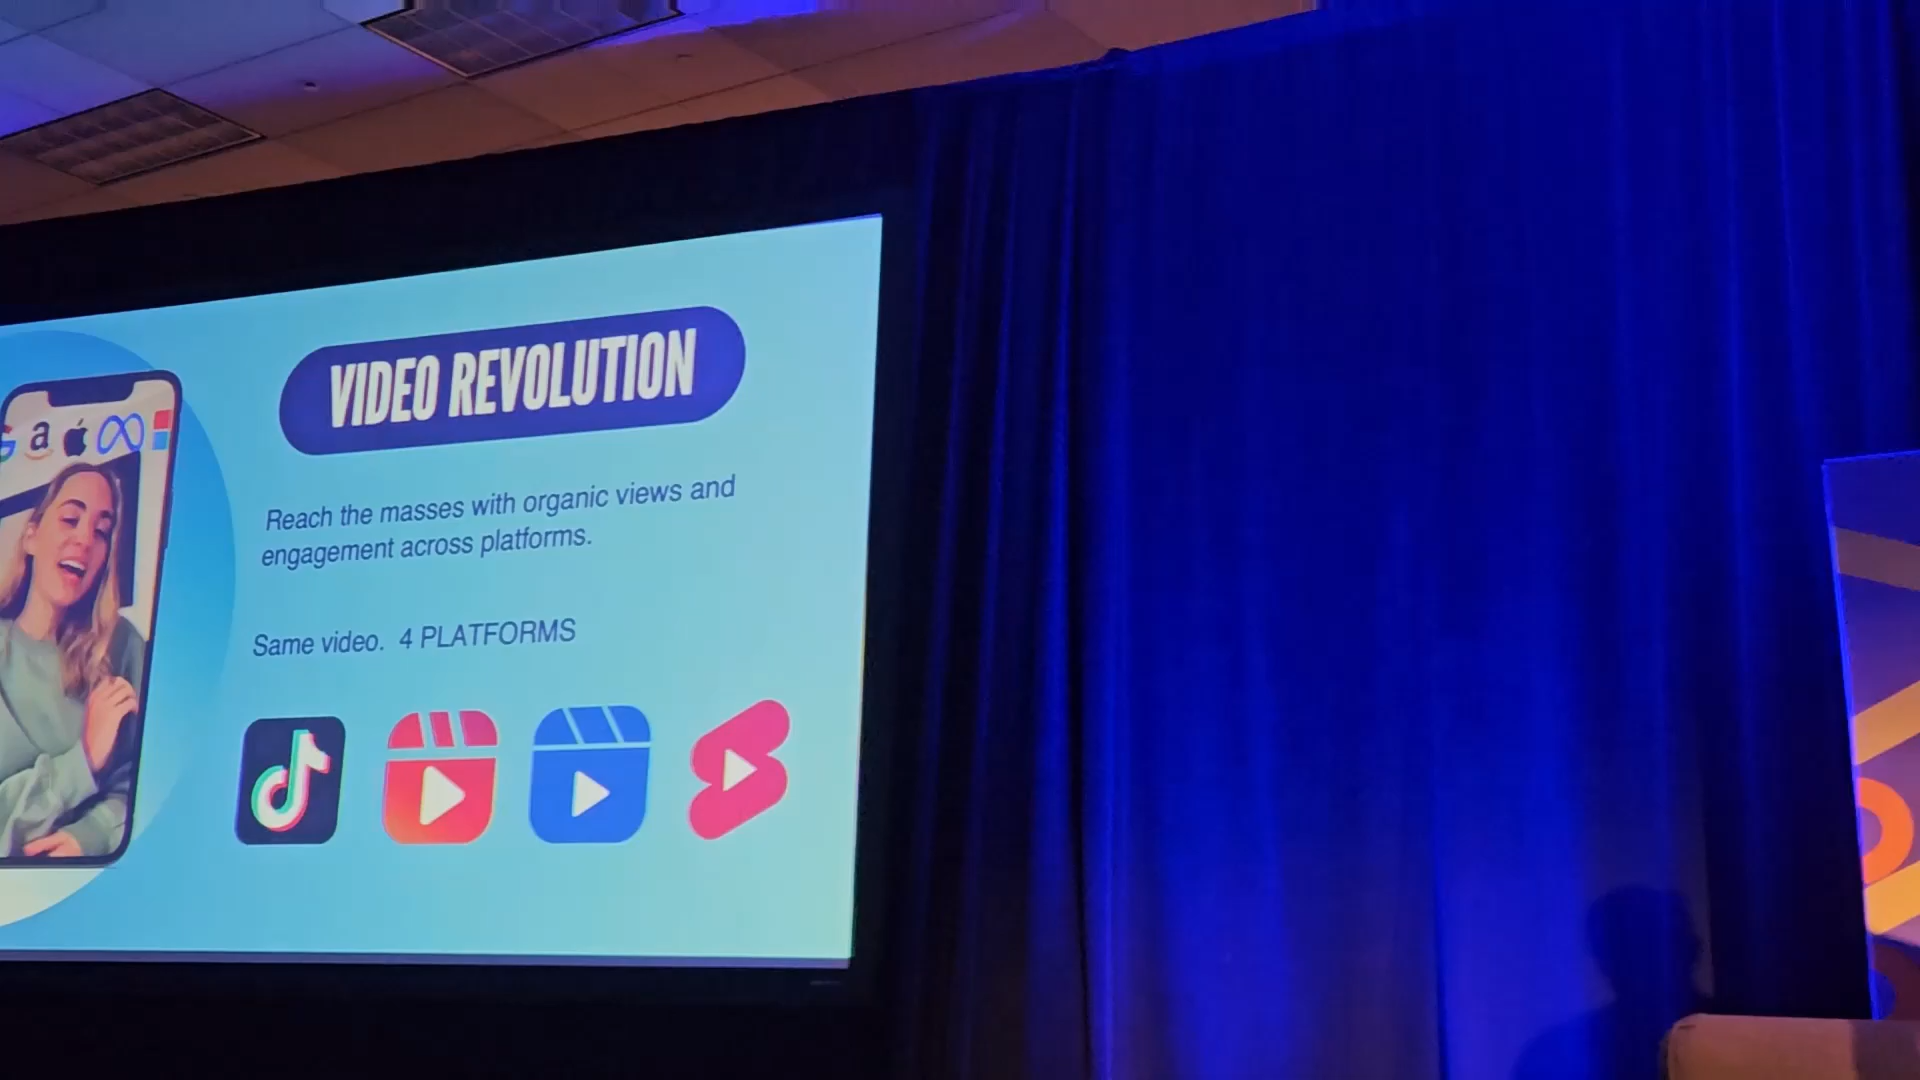 VIDEO REVOLUTION
Reach the masses with organic views and
engagement across platforms.
Same video. 4 PLATFORMS